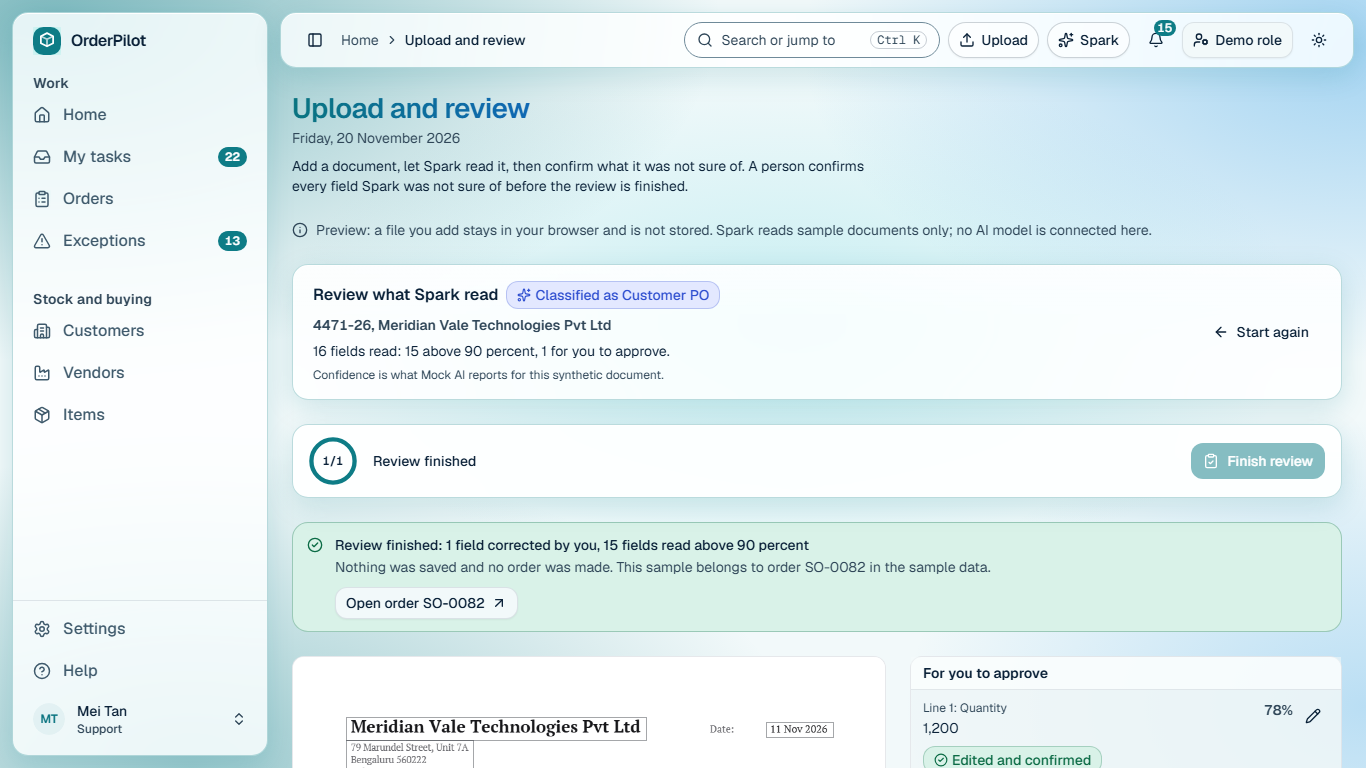 OrderPilot
Work
Home
My tasks 22
Orders
Exceptions 13
Stock and buying
Customers
Vendors
Items
Settings
Help
MT
Mei Tan
Support
Home > Upload and review
Search or jump to Ctrl K
Upload
Spark
15
Demo role
Upload and review
Friday, 20 November 2026
Add a document, let Spark read it, then confirm what it was not sure of. A person confirms
every field Spark was not sure of before the review is finished.
Preview: a file you add stays in your browser and is not stored. Spark reads sample documents only; no AI model is connected here.
Review what Spark read Classified as Customer PO
4471-26, Meridian Vale Technologies Pvt Ltd
16 fields read: 15 above 90 percent, 1 for you to approve.
Confidence is what Mock AI reports for this synthetic document.
Start again
1/1 Review finished
Finish review
Review finished: 1 field corrected by you, 15 fields read above 90 percent
Nothing was saved and no order was made. This sample belongs to order SO-0082 in the sample data.
Open order SO-0082
Meridian Vale Technologies Pvt Ltd
79 Marundel Street, Unit 7A
Bengaluru 560222
Date: 11 Nov 2026
For you to approve
Line 1: Quantity 78%
1,200
Edited and confirmed